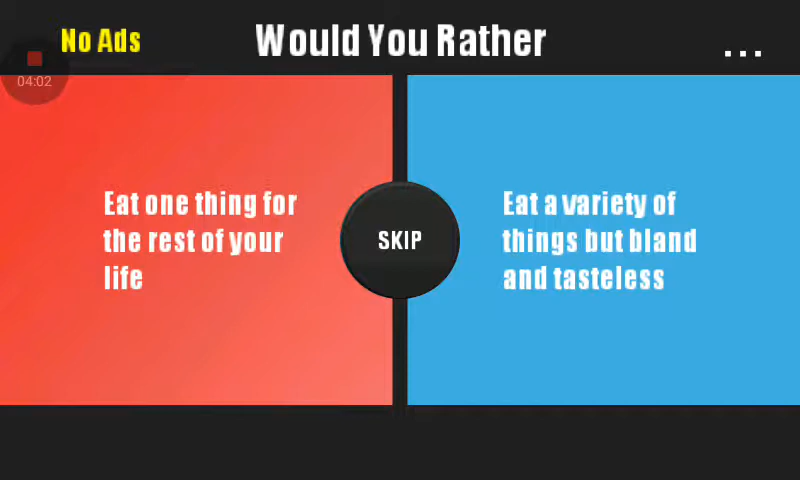 No Ads
Would You Rather
...
04:02
Eat one thing for
the rest of your
life
SKIP
Eat a variety of
things but bland
and tasteless